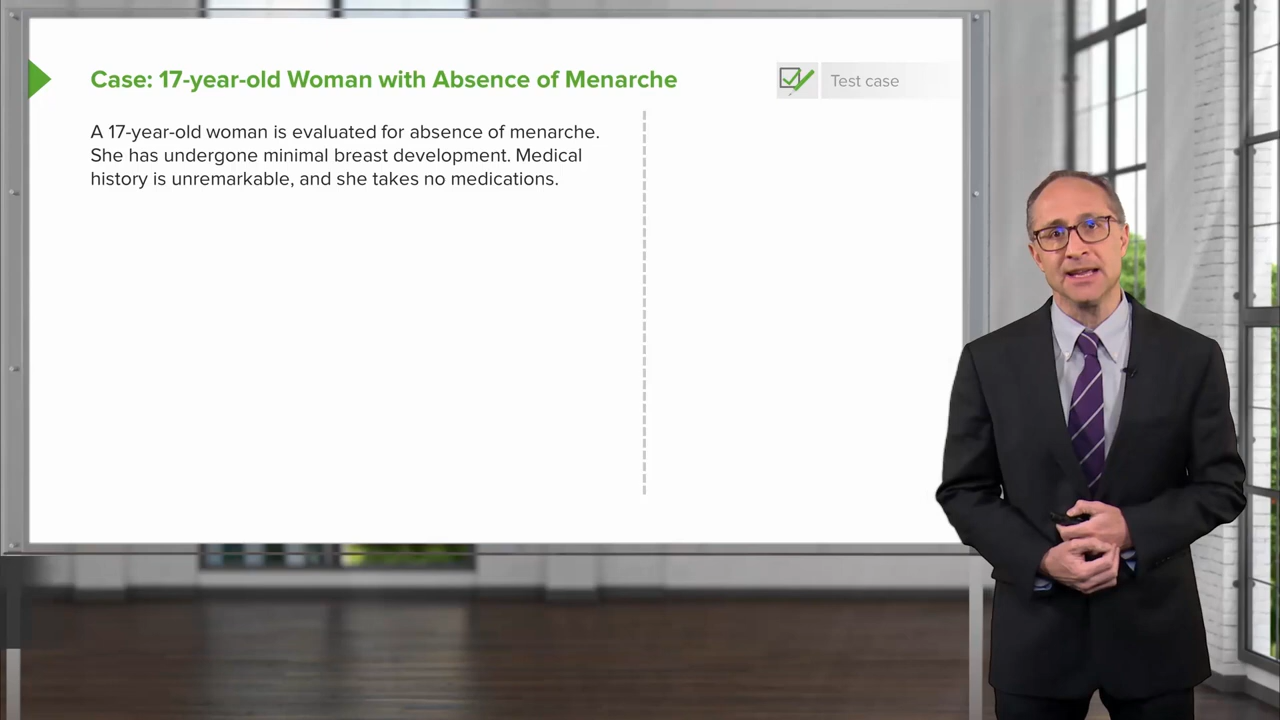 Case: 17-year-old Woman with Absence of Menarche
Test case
A 17-year-old woman is evaluated for absence of menarche.
She has undergone minimal breast development. Medical
history is unremarkable, and she takes no medications.